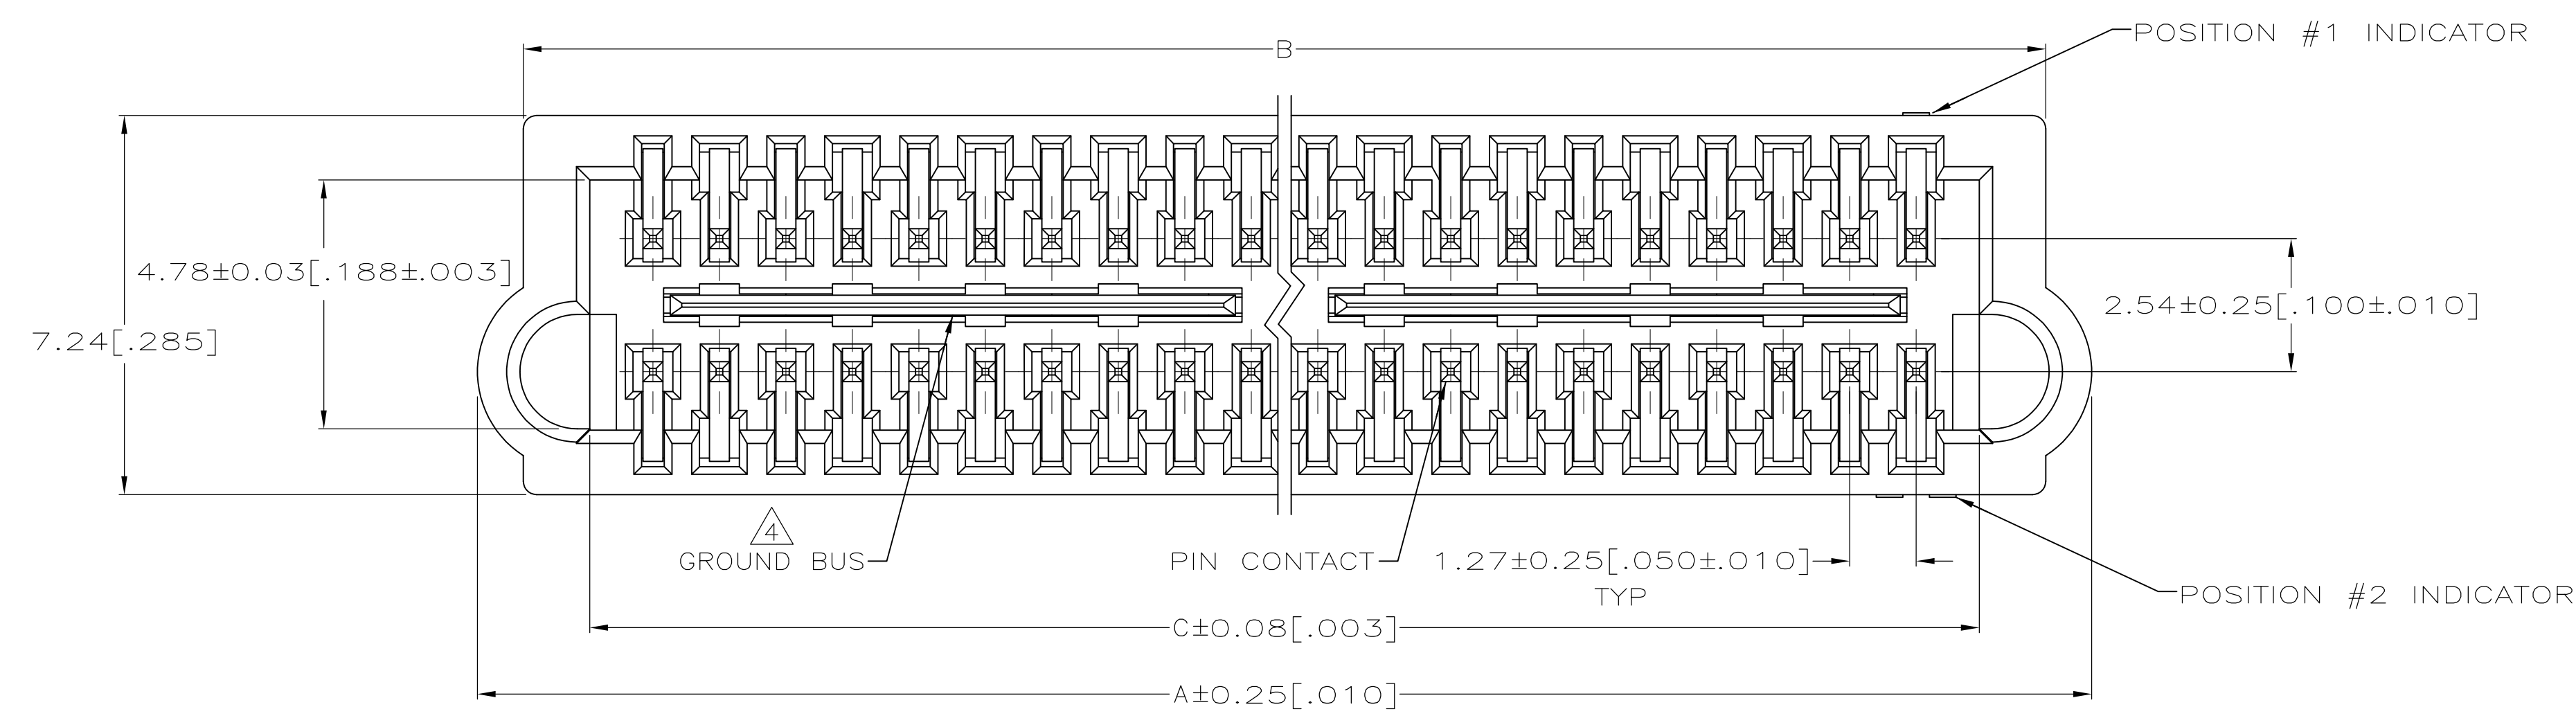 POSITION #1 INDICATOR
B
4.78±0.03[.188±.003]
2.54±0.25[.100±.010]
7.24[.285]
4
GROUND BUS
PIN CONTACT
1.27±0.25[.050±.010]
TYP
POSITION #2 INDICATOR
C±0.08[.003]
A±0.25[.010]